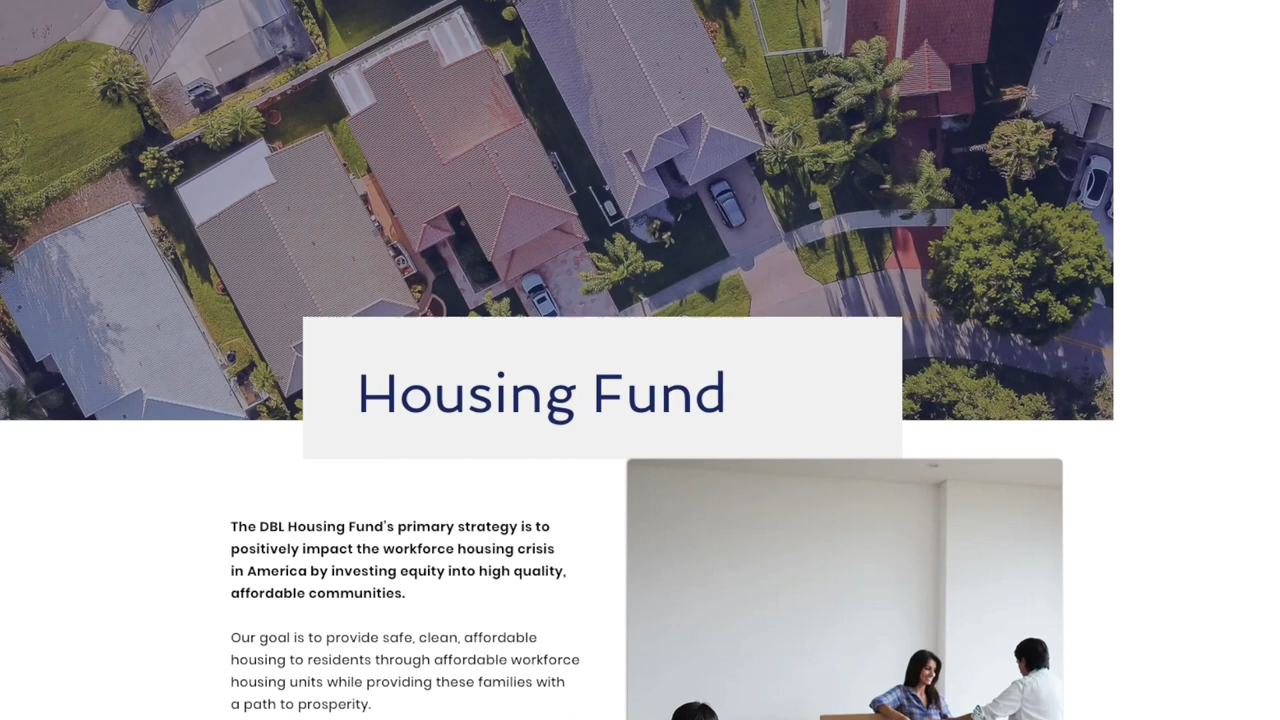 Housing Fund
The DBL Housing Fund's primary strategy is to
positively impact the workforce housing crisis
in America by investing equity into high quality,
affordable communities.
Our goal is to provide safe, clean, affordable
housing to residents through affordable workforce
housing units while providing these families with
a path to prosperity.